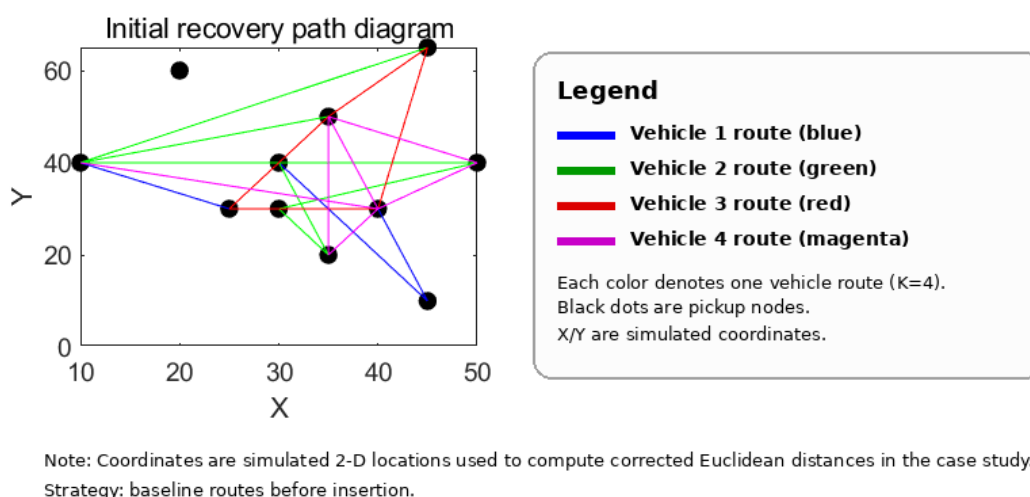 Initial recovery path diagram
60
40
20
0
10 20 30 40 50
X
Y
Legend
Vehicle 1 route (blue)
Vehicle 2 route (green)
Vehicle 3 route (red)
Vehicle 4 route (magenta)
Each color denotes one vehicle route (K=4).
Black dots are pickup nodes.
X/Y are simulated coordinates.
Note: Coordinates are simulated 2-D locations used to compute corrected Euclidean distances in the case study.
Strategy: baseline routes before insertion.